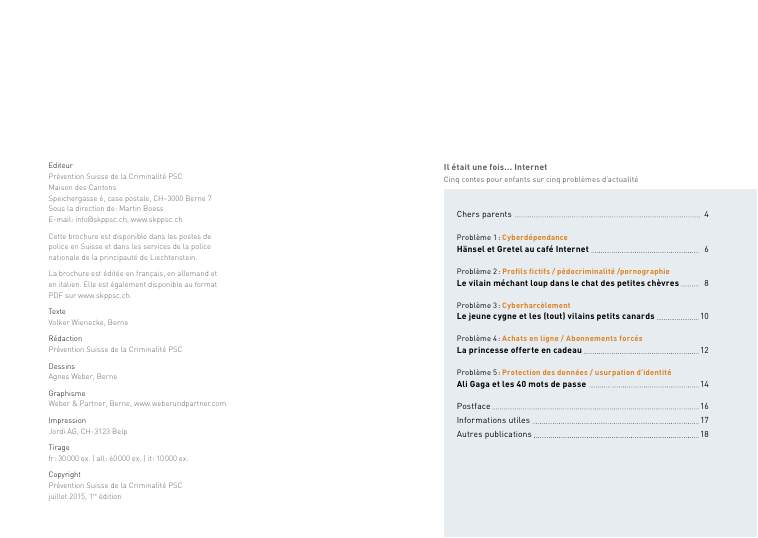 Editeur
Prévention Suisse de la Criminalité PSC
Maison des Cantons
Speichergasse 6, case postale, CH–3000 Berne 7
Sous la direction de: Martin Boess
E-mail: info@skppsc.ch, www.skppsc.ch
Cette brochure est disponible dans les postes de
police en Suisse et dans les services de la police
nationale de la principauté de Liechtenstein.
La brochure est éditée en français, en allemand et
en italien. Elle est également disponible au format
PDF sur www.skppsc.ch.
Texte
Volker Wienecke, Berne
Rédaction
Prévention Suisse de la Criminalité PSC
Dessins
Agnes Weber, Berne
Graphisme
Weber & Partner, Berne, www.weberundpartner.com
Impression
Jordi AG, CH-3123 Belp
Tirage
fr: 30 000 ex. | all: 60 000 ex. | it: 10 000 ex.
Copyright
Prévention Suisse de la Criminalité PSC
juillet 2015, 1re édition
Il était une fois... Internet
Cinq contes pour enfants sur cinq problèmes d'actualité
Chers parents 4
Problème 1: Cyberdépendance
Hänsel et Gretel au café Internet 6
Problème 2: Profils fictifs / pédocriminalité /pornographie
Le vilain méchant loup dans le chat des petites chèvres 8
Problème 3: Cyberharcèlement
Le jeune cygne et les (tout) vilains petits canards 10
Problème 4: Achats en ligne / Abonnements forcés
La princesse offerte en cadeau 12
Problème 5: Protection des données / usurpation d'identité
Ali Gaga et les 40 mots de passe 14
Postface 16
Informations utiles 17
Autres publications 18